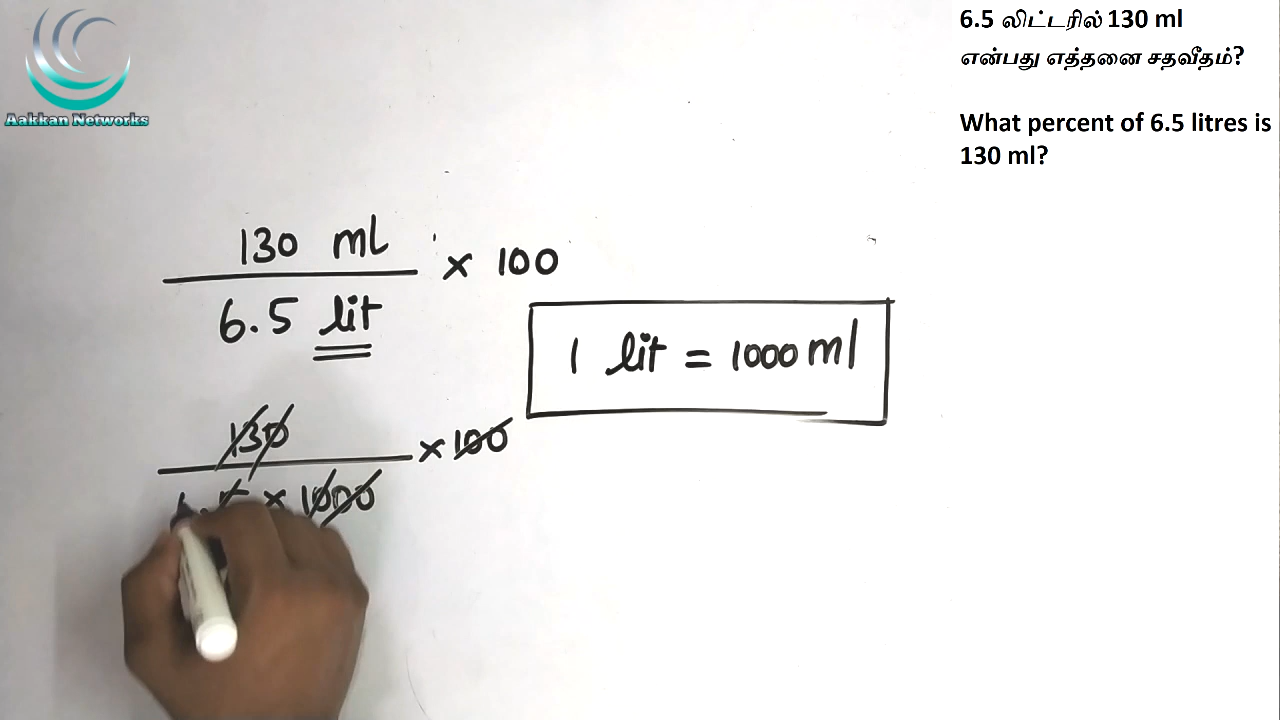 Aakkan Networks
6.5 லிட்டரில் 130 ml
என்பது எத்தனை சதவீதம்?
What percent of 6.5 litres is
130 ml?
130 ml
6.5 lit
× 100
1 lit = 1000 ml
130
× 100
× 1000